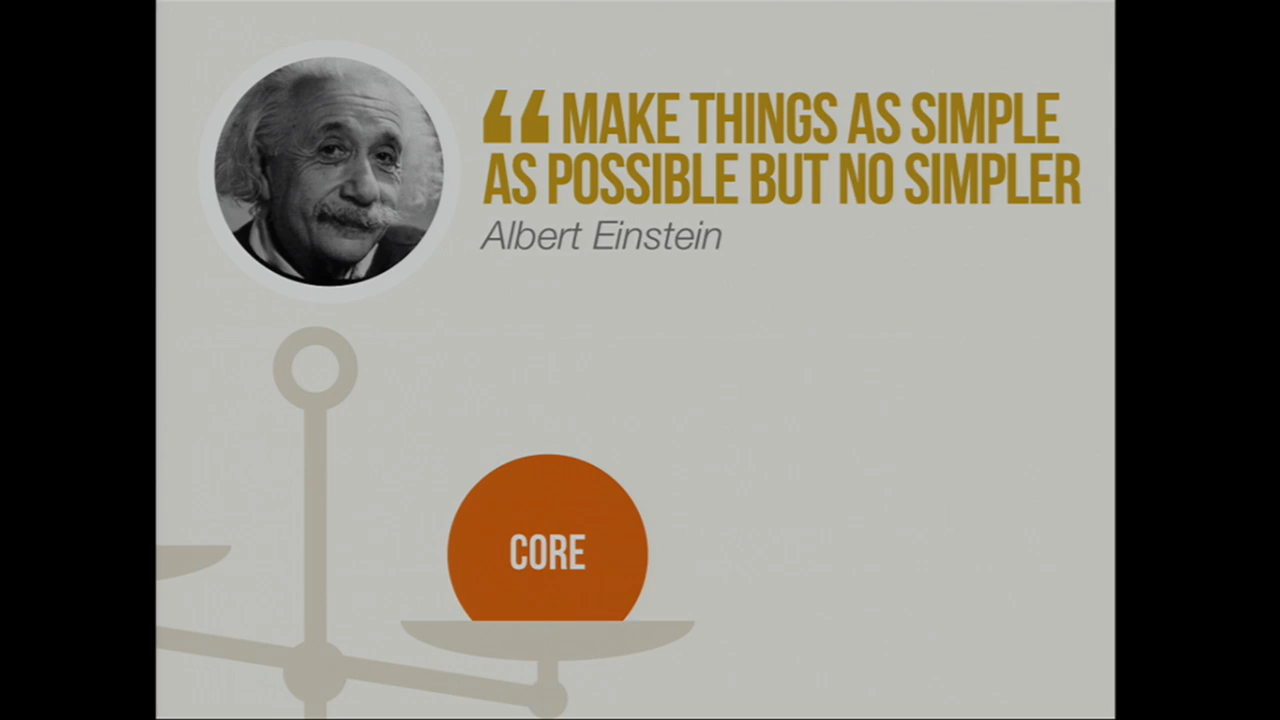 “MAKE THINGS AS SIMPLE
AS POSSIBLE BUT NO SIMPLER
Albert Einstein
CORE